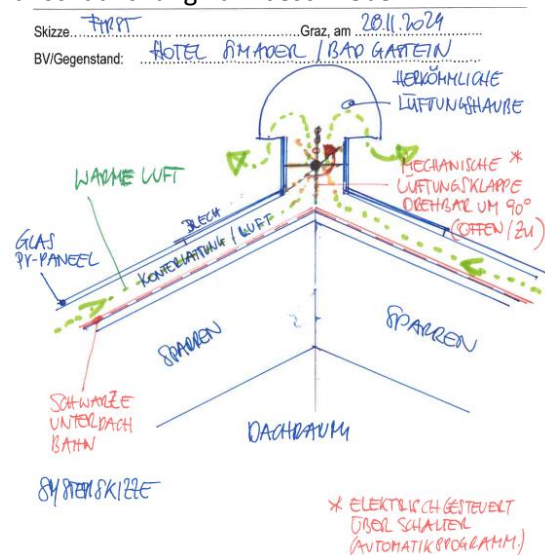 Skizze FIRST Graz, am 28.11.2024
BV/Gegenstand: HOTEL SMADER / BAD GASTEIN
HERKÖMMLICHE
LÜFTUNGSHAUBE
WARME LUFT
MECHANISCHE *
LÜFTUNGSKLAPPE
DREHBAR UM 90°
(OFFEN / ZU)
BLECH
GLAS
PV-PANEEL
KONTERLATTUNG / LUFT
SPARREN
SPARREN
SCHWARZE
UNTERDACH
BAHN
DACHRAUM
SYSTEMSKIZZE
* ELEKTRISCH GESTEUERT
ÜBER SCHALTER
(AUTOMATIKPROGRAMM.)